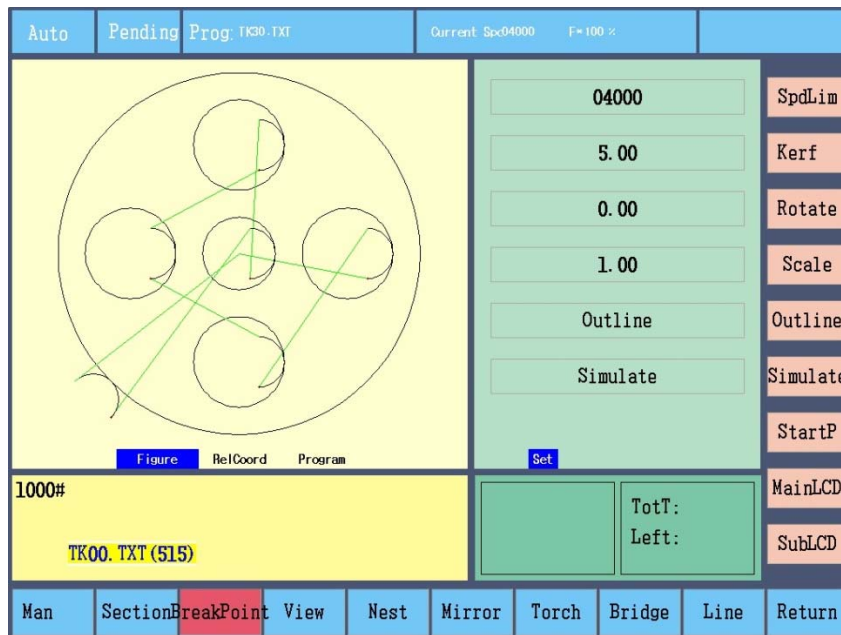 Auto Pending Prog: TK30.TXT Current Spd04000 F=100 %
04000 SpdLim
5.00 Kerf
0.00 Rotate
1.00 Scale
Outline Outline
Simulate Simulate
StartP
Figure RelCoord Program Set
1000# TotT: MainLCD
Left:
TK00.TXT(515) SubLCD
Man Section BreakPoint View Nest Mirror Torch Bridge Line Return